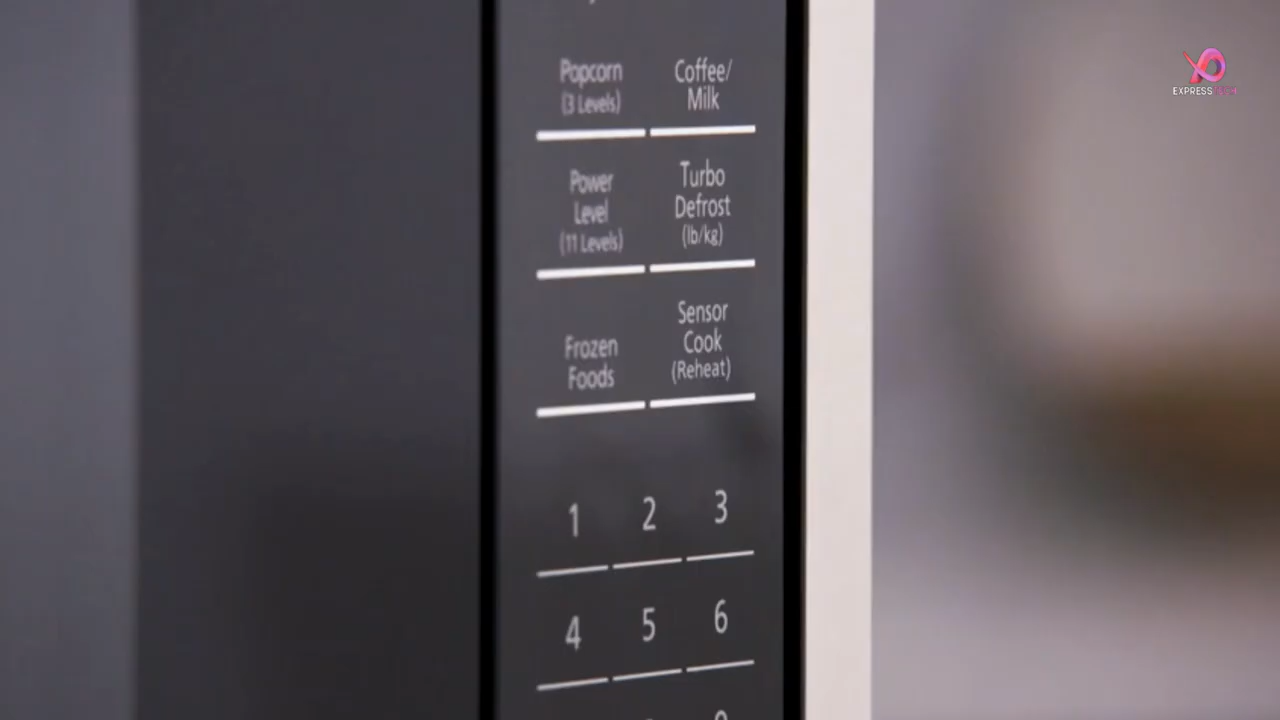 Popcorn
(3 Levels)
Coffee/
Milk
Power
Level
(11 Levels)
Turbo
Defrost
(lb/kg)
Frozen
Foods
Sensor
Cook
(Reheat)
1 2 3
4 5 6
EXPRESS